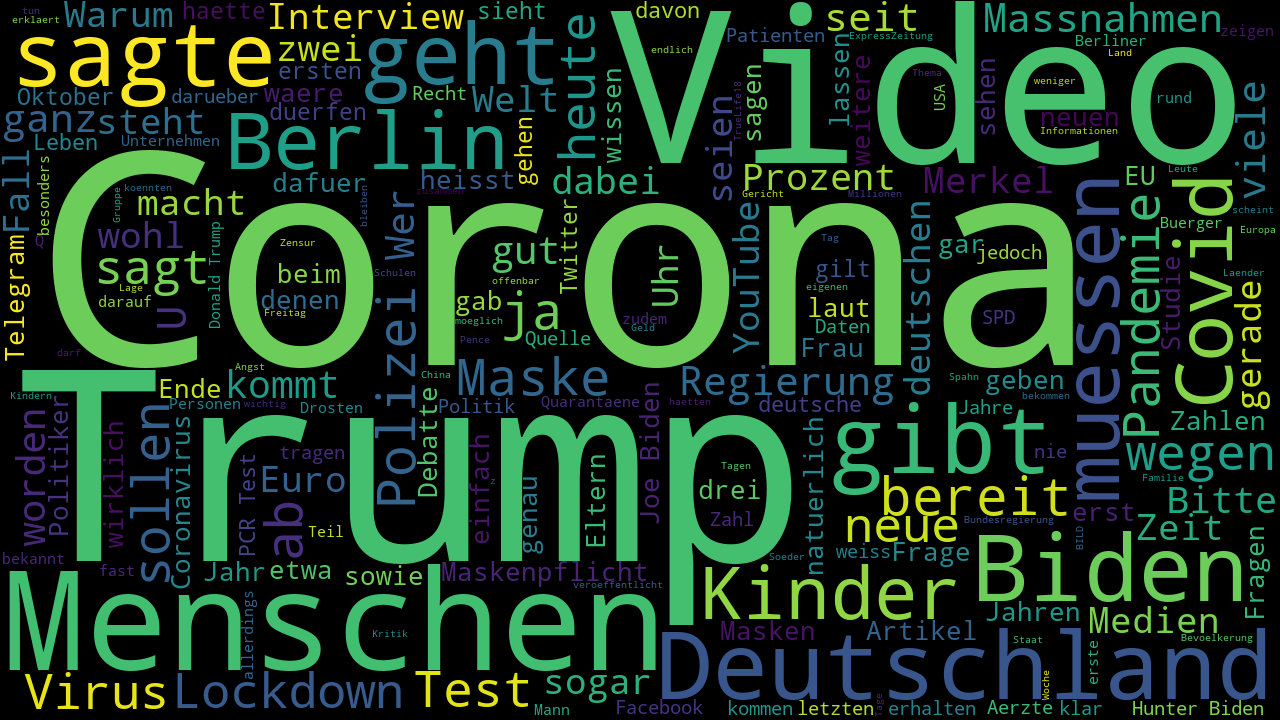 tun
erklaert
Warum
haette
Interview
sieht
davon
seit
Massnahmen
zeigen
sagte
zwei
geht
heute
Video
endlich
Patienten
ExpressZeitung
Berliner
Land
ersten
waere
Oktober
darueber
Recht
Welt
duerfen
wissen
sagen
TrueLife18
lassen
weitere
Thema
USA
sehen
weniger
rund
neuen
Informationen
viele
ganz
steht
Fall
Leben
Unternehmen
Berlin
gehen
seien
besonders
koennten
Gruppe
dafuer
heisst
zusammen
dabei
Prozent
Gericht
Millionen
Merkel
EU
Leute
scheint
macht
bleiben
Corona
muessen
Covid
Pandemie
Buerger
Europa
Telegram
Q
wohl
Donald Trump
Zensur
Wer
gut
Twitter
YouTube
Tag
deutschen
gar
jedoch
Studie
Laender
sagt
Lage
darauf
u
beim
denen
Freitag
Schulen
Polizei
offenbar
gab
moeglich
ja
Quelle
Uhr
zudem
Geld
gilt
eigenen
laut
Daten
SPD
gerade
darf
Angst
Pence
Frau
Kindern
Ende
kommt
China
Maske
Regierung
Spahn
geben
bekommen
Trump
Personen
wichtig
Drosten
Debatte
Politik
Quarantaene
haetten
deutsche
Jahre
Zahlen
worden
Politiker
wirklich
sollen
Coronavirus
PCR Test
tragen
Euro
ab
einfach
z
genau
Eltern
Joe Biden
Tagen
drei
Zahl
natuerlich
gibt
nie
wegen
Familie
bereit
erst
Bitte
Teil
neue
Bundesregierung
BILD
Zeit
bekannt
fast
Jahr
etwa
sowie
Maskenpflicht
veroeffentlicht
Soeder
weiss
Frage
Biden
Fragen
Menschen
allerdings
Kritik
Kinder
Jahren
Medien
Masken
Artikel
Staat
Bevoelkerung
Deutschland
Virus
Lockdown
Test
sogar
Mann
Facebook
kommen
letzten
Tage
erhalten
Aerzte
Woche
klar
erste
Hunter Biden